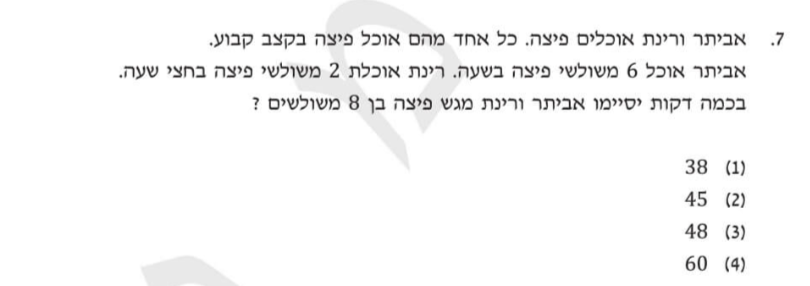 7. אביתר ורינת אוכלים פיצה. כל אחד מהם אוכל פיצה בקצב קבוע.
אביתר אוכל 6 משולשי פיצה בשעה. רינת אוכלת 2 משולשי פיצה בחצי שעה.
בכמה דקות יסיימו אביתר ורינת מגש פיצה בן 8 משולשים ?
(1) 38
(2) 45
(3) 48
(4) 60